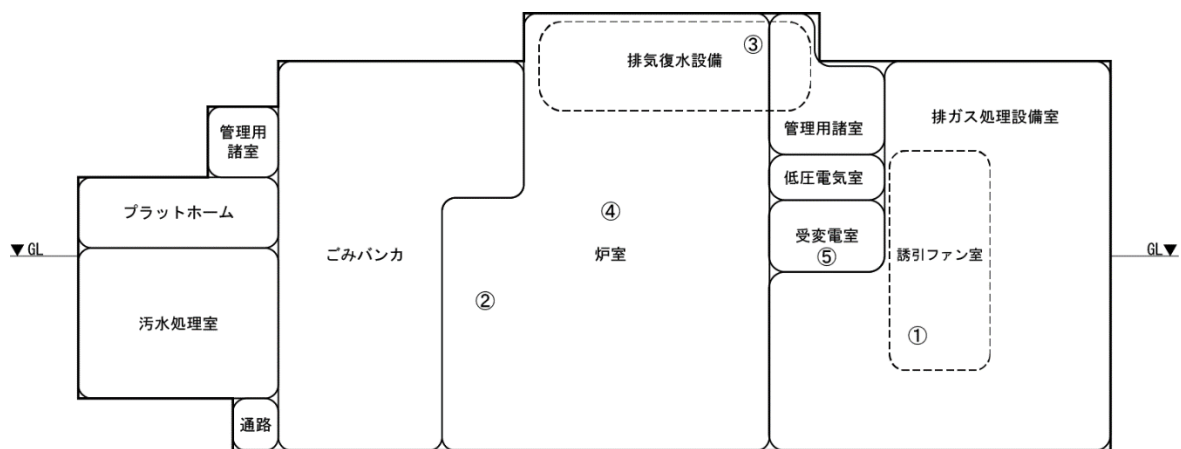 ③
排気復水設備
排ガス処理設備室
管理用
諸室
管理用諸室
低圧電気室
プラットホーム
④
受変電室
▼GL
ごみバンカ
炉室
⑤
誘引ファン室
GL▼
②
汚水処理室
①
通路